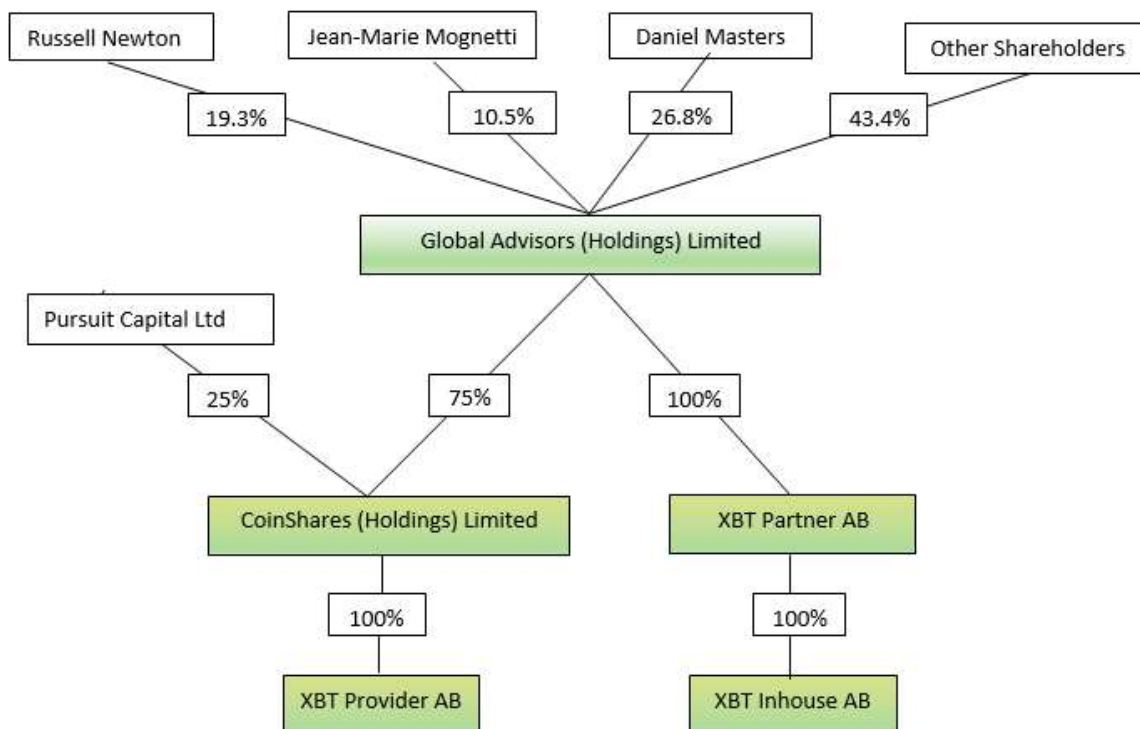 Russell Newton
Jean-Marie Mognetti
Daniel Masters
Other Shareholders
19.3%
10.5%
26.8%
43.4%
Global Advisors (Holdings) Limited
Pursuit Capital Ltd
25%
75%
100%
CoinShares (Holdings) Limited
XBT Partner AB
100%
100%
XBT Provider AB
XBT Inhouse AB